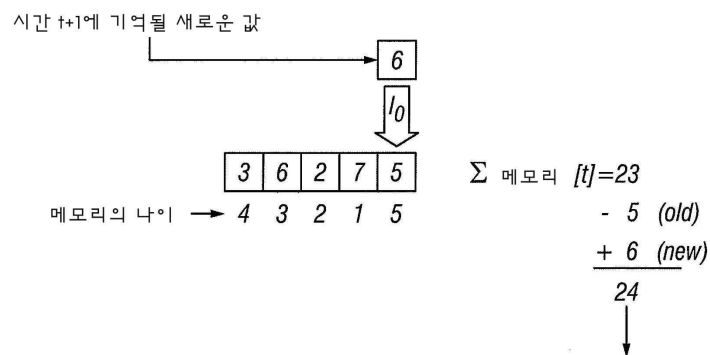 시간 t+1에 기억될 새로운 값
6
I0
3 6 2 7 5
메모리의 나이 → 4 3 2 1 5
Σ 메모리 [t]=23
- 5 (old)
+ 6 (new)
24